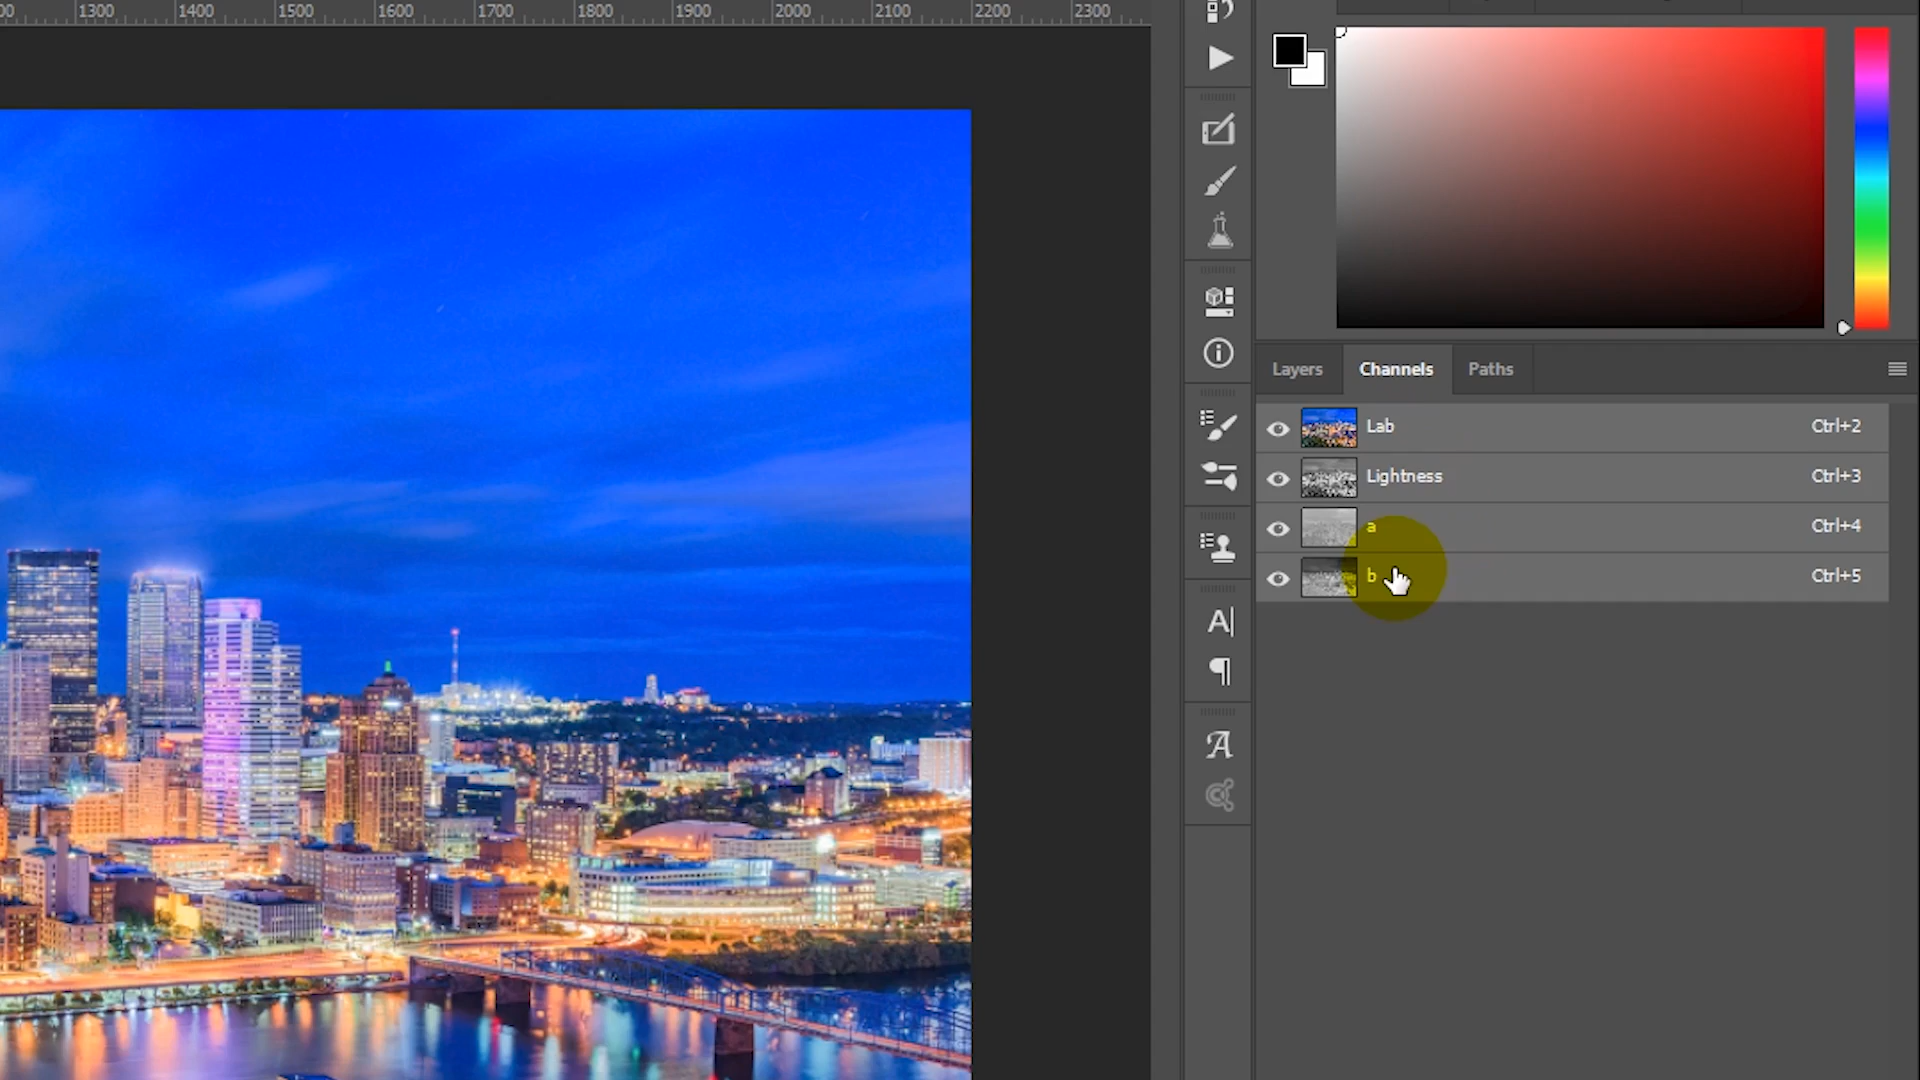 1300 1400 1500 1600 1700 1800 1900 2000 2100 2200 2300
Layers Channels Paths
Lab Ctrl+2
Lightness Ctrl+3
a Ctrl+4
b Ctrl+5